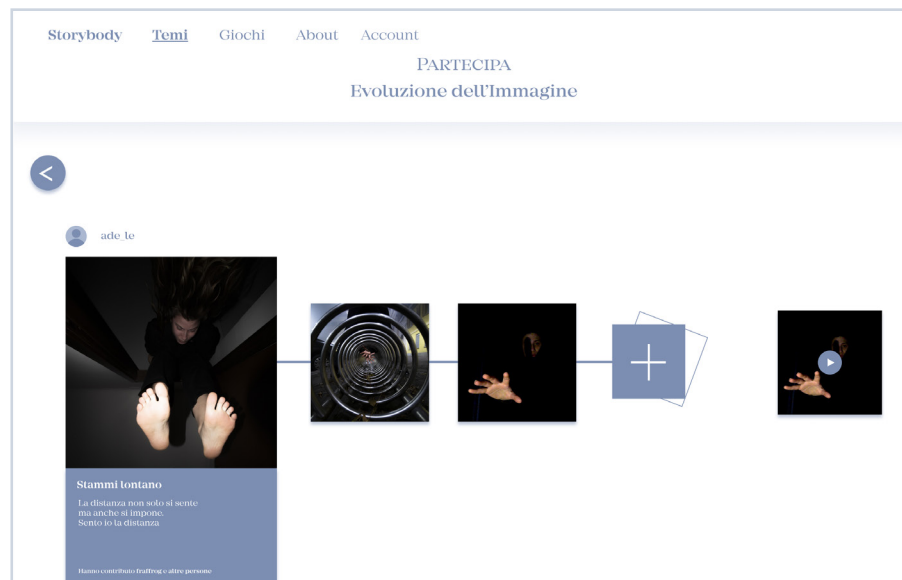 Storybody Temi Giochi About Account
PARTECIPA
Evoluzione dell'Immagine
<
ade_le
Stammi lontano
La distanza non solo si sente
ma anche si impone.
Sento io la distanza
Hanno contribuito fraffrog e altre persone